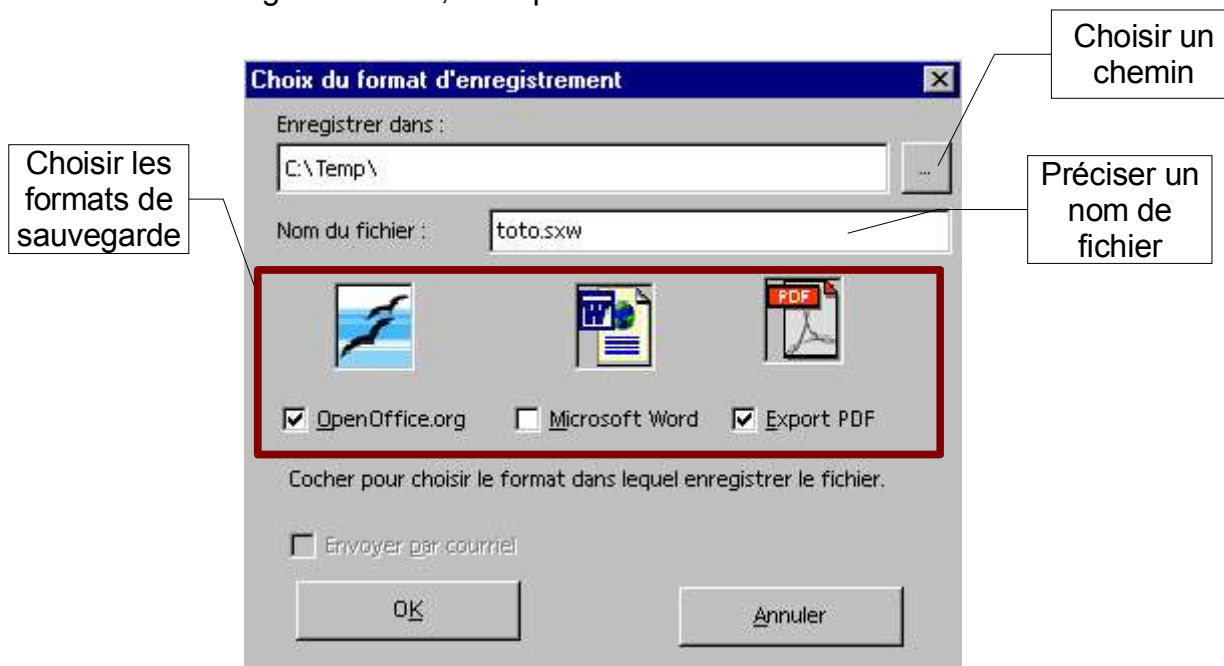 Choisir un
chemin
Choix du format d'enregistrement
Enregistrer dans :
C:\Temp\
...
Choisir les
formats de
sauvegarde
Préciser un
nom de
fichier
Nom du fichier :
toto.sxw
W
PDF
OpenOffice.org
Microsoft Word
Export PDF
Cocher pour choisir le format dans lequel enregistrer le fichier.
Envoyer par courriel
OK
Annuler